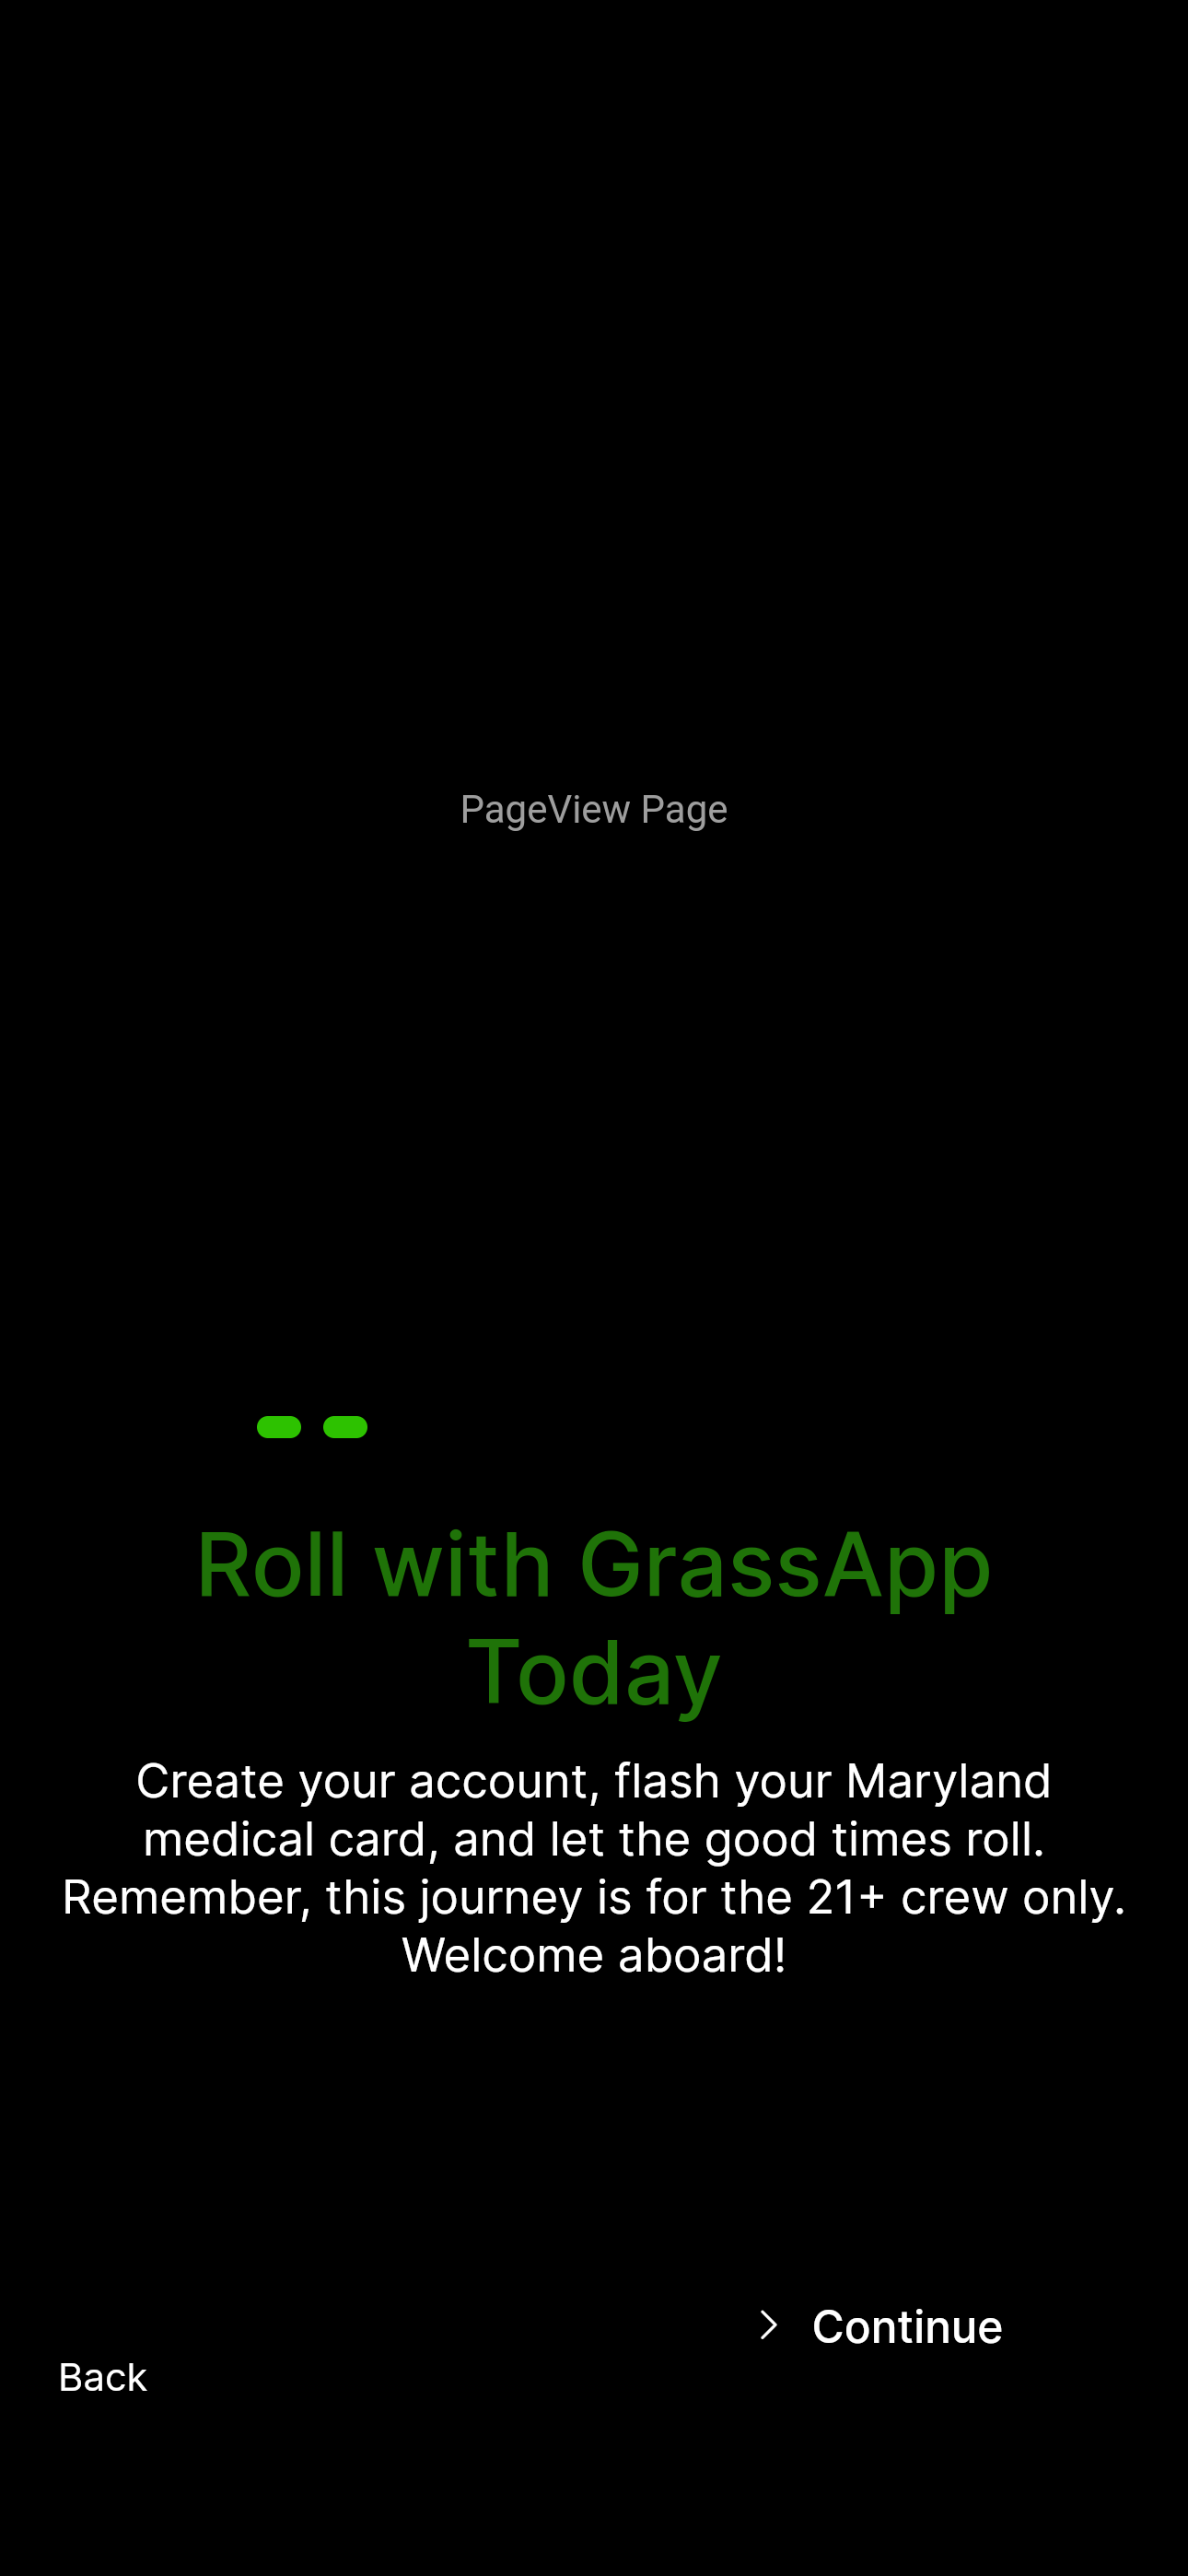 PageView Page
Roll with GrassApp
Today
Create your account, flash your Maryland
medical card, and let the good times roll.
Remember, this journey is for the 21+ crew only.
Welcome aboard!
Continue
Back